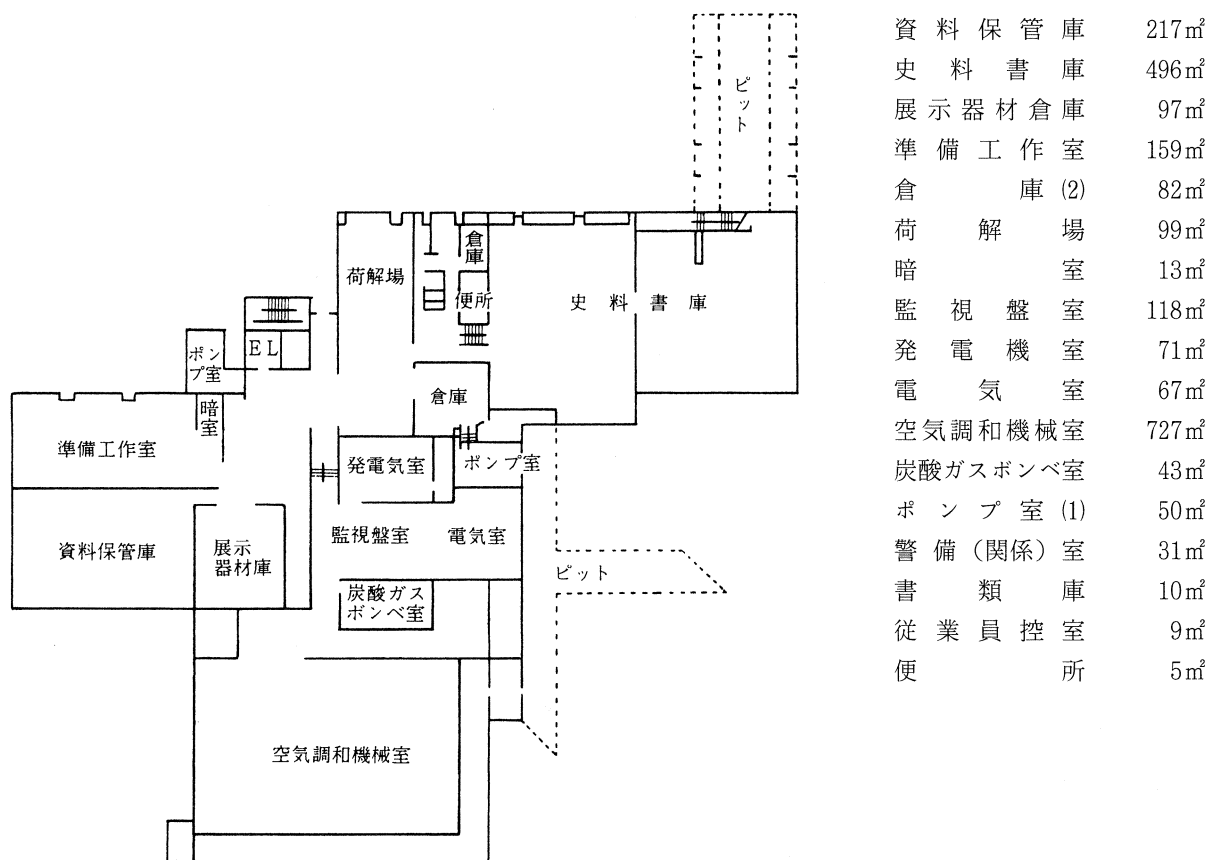 ピット
倉庫
荷解場
便所
史料書庫
EL
ポンプ室
暗室
倉庫
準備工作室
発電気室
ポンプ室
監視盤室
電気室
資料保管庫
展示
器材庫
ピット
炭酸ガス
ボンベ室
空気調和機械室
資料保管庫 217㎡
史料書庫 496㎡
展示器材倉庫 97㎡
準備工作室 159㎡
倉庫(2) 82㎡
荷解場 99㎡
暗室 13㎡
監視盤室 118㎡
発電機室 71㎡
電気室 67㎡
空気調和機械室 727㎡
炭酸ガスボンベ室 43㎡
ポンプ室(1) 50㎡
警備(関係)室 31㎡
書類庫 10㎡
従業員控室 9㎡
便所 5㎡